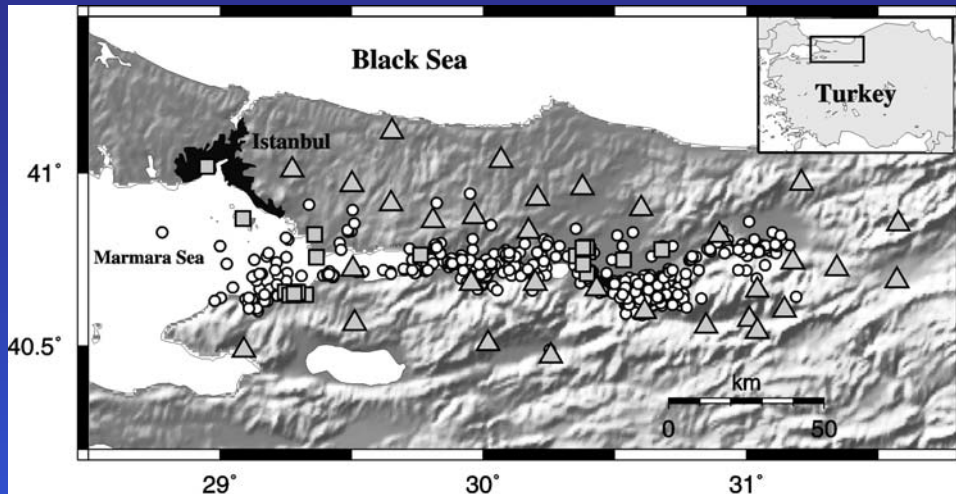 Black Sea
Turkey
Istanbul
41°
Marmara Sea
40.5°
km
0 50
29° 30° 31°